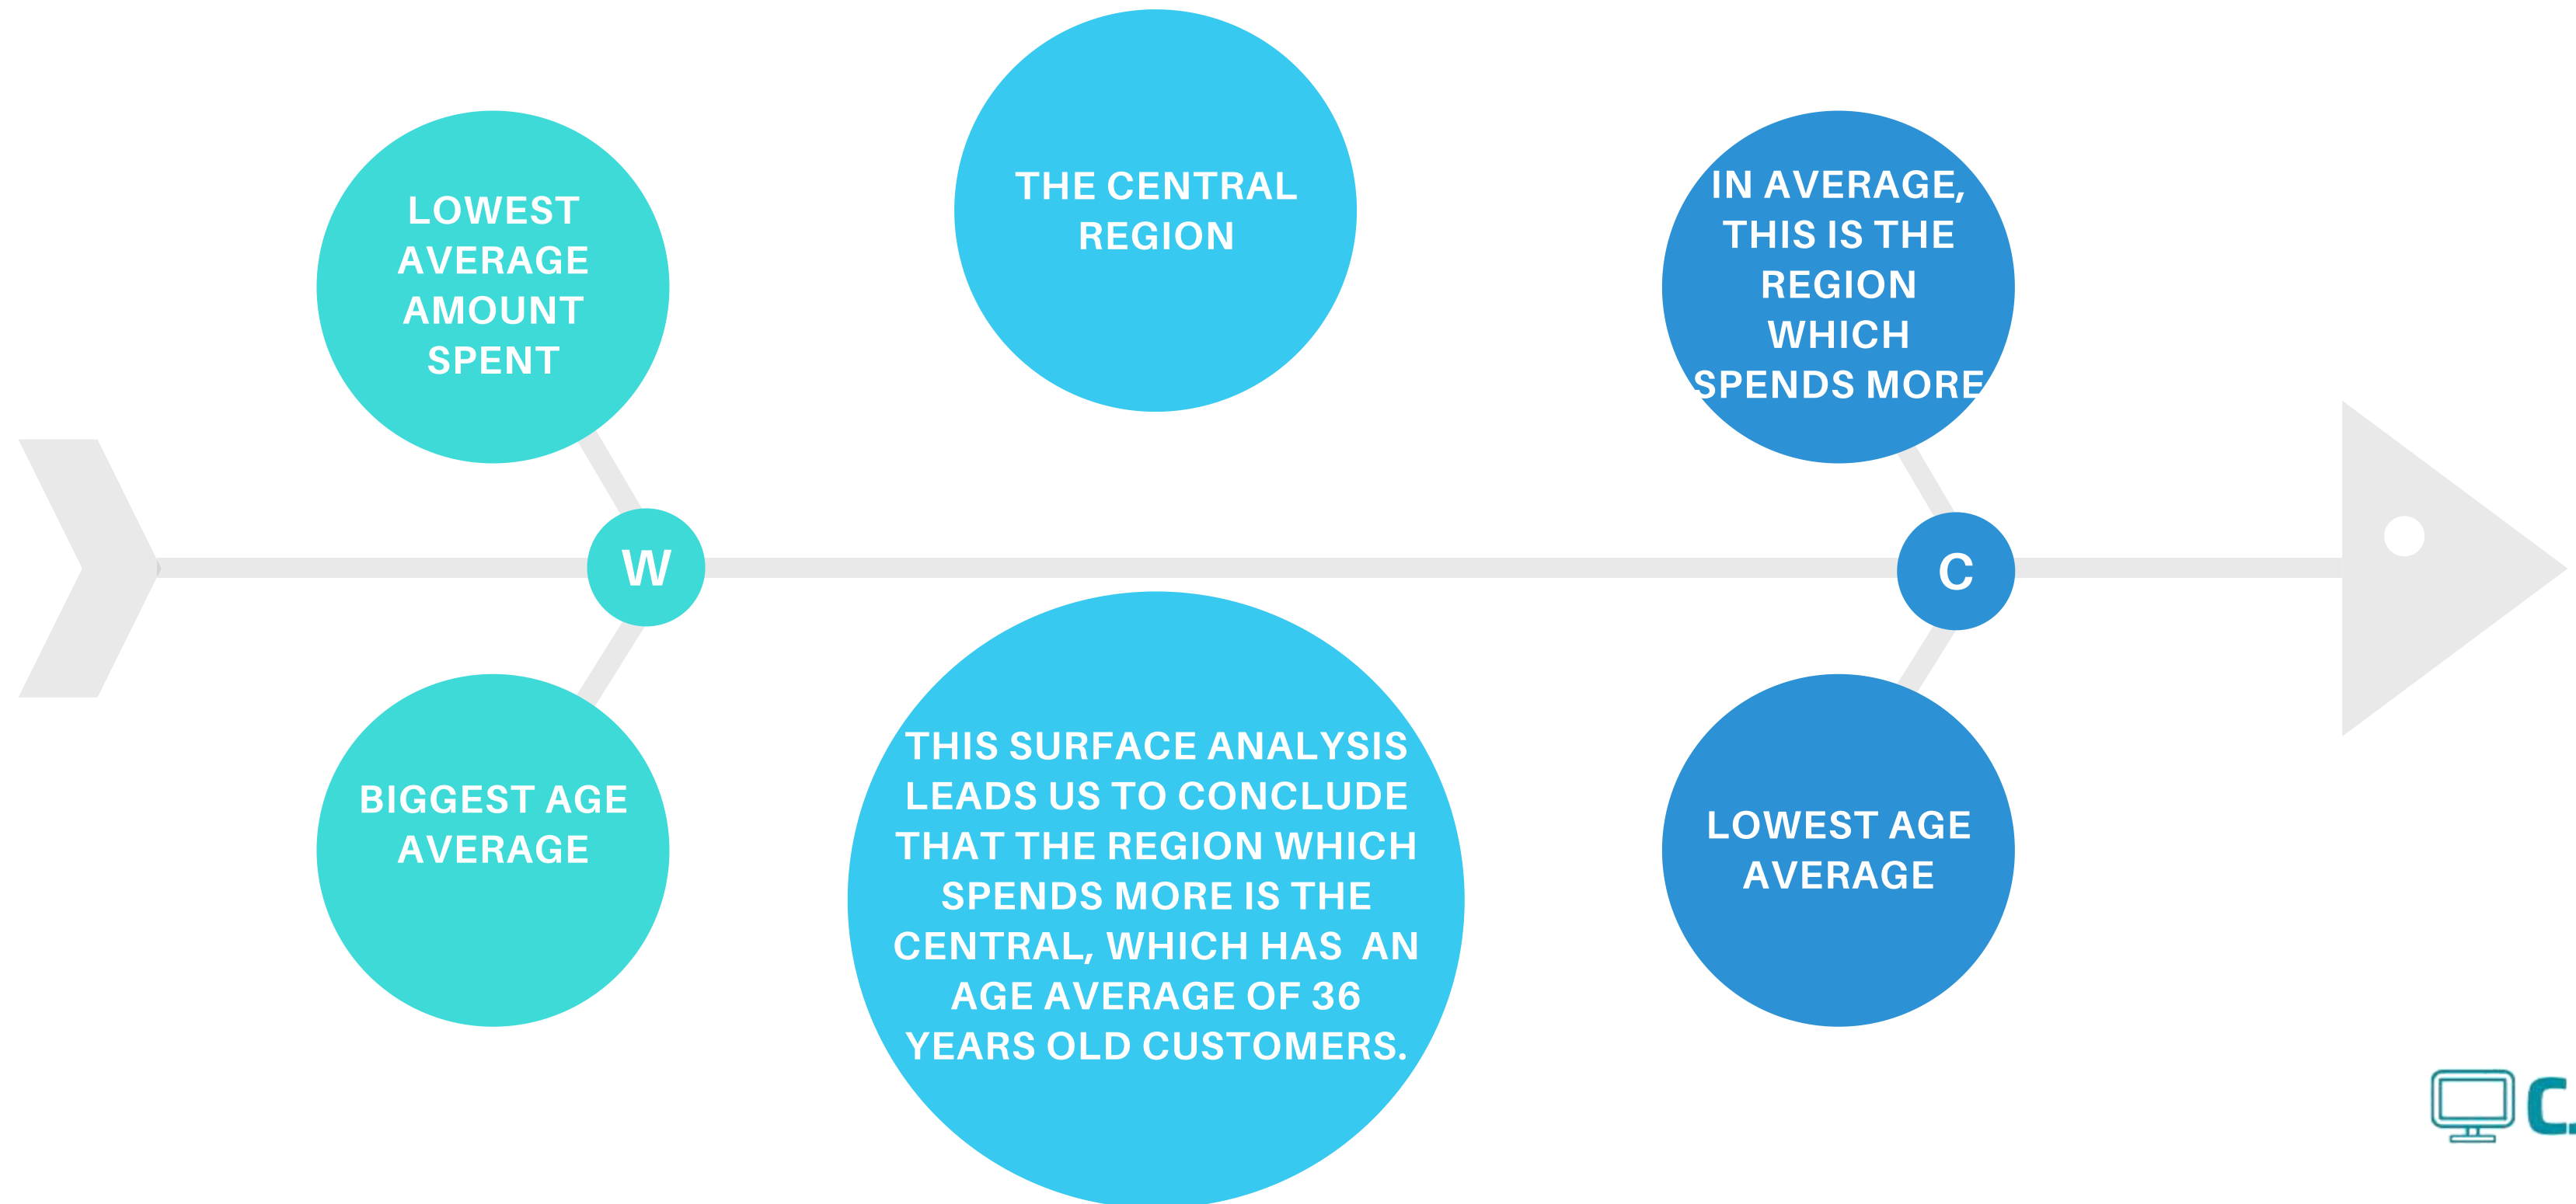 LOWEST
AVERAGE
AMOUNT
SPENT
THE CENTRAL
REGION
IN AVERAGE,
THIS IS THE
REGION
WHICH
SPENDS MORE
W
C
BIGGEST AGE
AVERAGE
THIS SURFACE ANALYSIS
LEADS US TO CONCLUDE
THAT THE REGION WHICH
SPENDS MORE IS THE
CENTRAL, WHICH HAS AN
AGE AVERAGE OF 36
YEARS OLD CUSTOMERS.
LOWEST AGE
AVERAGE